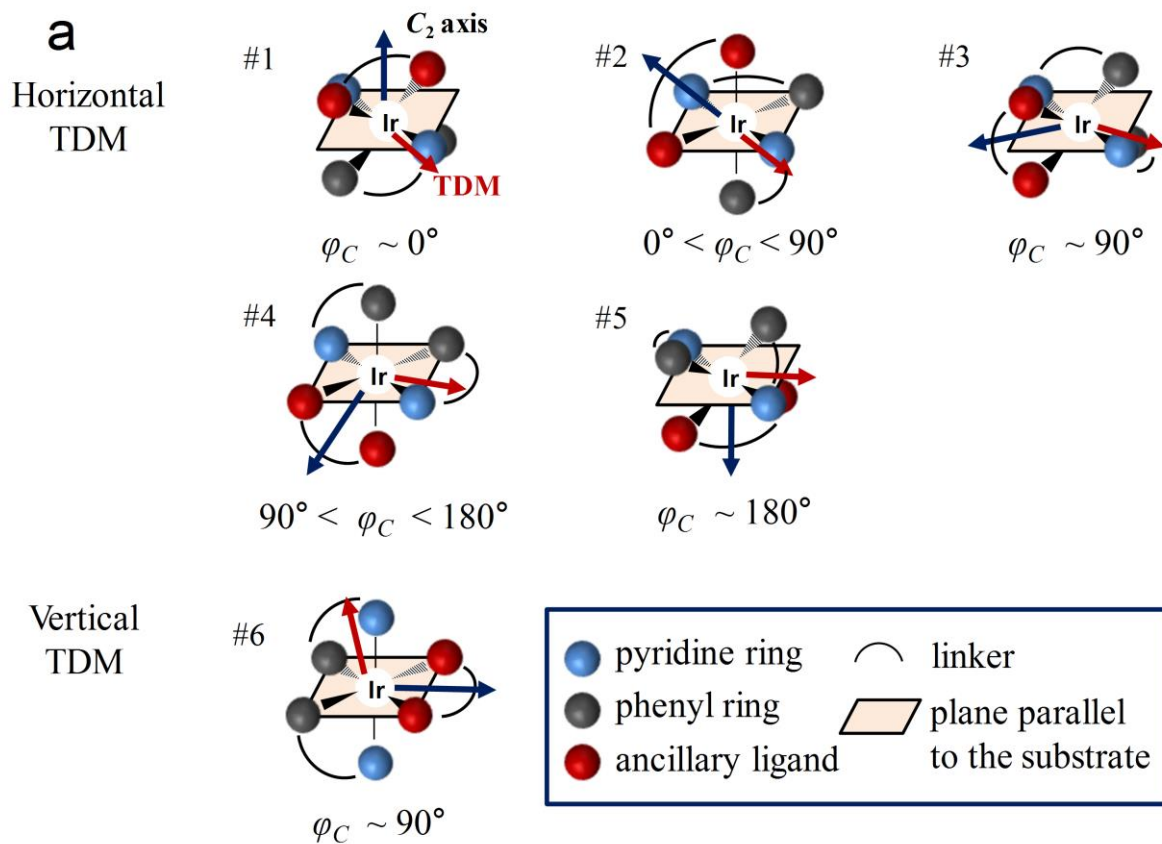 a
Horizontal
TDM
#1
C₂ axis
Ir
TDM
φC ~ 0°
#2
Ir
0° < φC < 90°
#3
Ir
φC ~ 90°
#4
Ir
90° < φC < 180°
#5
Ir
φC ~ 180°
Vertical
TDM
#6
Ir
φC ~ 90°
pyridine ring
phenyl ring
ancillary ligand
linker
plane parallel
to the substrate